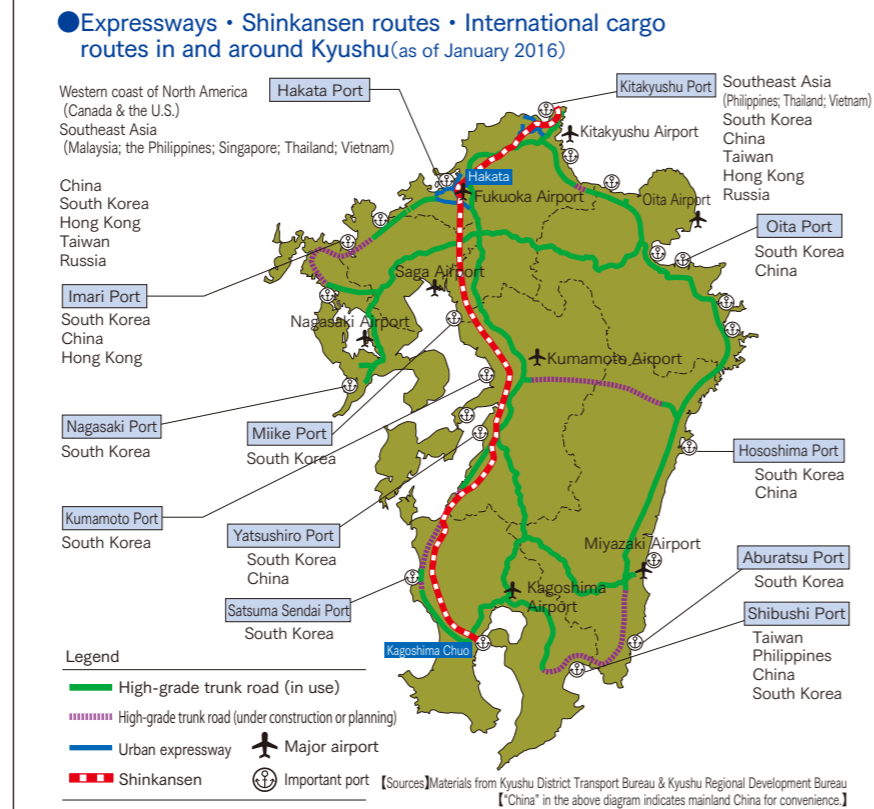 ●Expressways・Shinkansen routes・International cargo
routes in and around Kyushu(as of January 2016)
Western coast of North America
(Canada & the U.S.)
Southeast Asia
(Malaysia; the Philippines; Singapore; Thailand; Vietnam)
China
South Korea
Hong Kong
Taiwan
Russia
Hakata Port
Kitakyushu Port
Southeast Asia
(Philippines; Thailand; Vietnam)
South Korea
China
Taiwan
Hong Kong
Russia
Kitakyushu Airport
Hakata
Fukuoka Airport
Oita Airport
Oita Port
South Korea
China
Imari Port
South Korea
China
Hong Kong
Saga Airport
Nagasaki Airport
Kumamoto Airport
Nagasaki Port
South Korea
Miike Port
South Korea
Hososhima Port
South Korea
China
Kumamoto Port
South Korea
Yatsushiro Port
South Korea
China
Miyazaki Airport
Aburatsu Port
South Korea
Satsuma Sendai Port
South Korea
Kagoshima
Airport
Shibushi Port
Taiwan
Philippines
China
South Korea
Kagoshima Chuo
Legend
High-grade trunk road (in use)
High-grade trunk road (under construction or planning)
Urban expressway
Major airport
Shinkansen
Important port
【Sources】Materials from Kyushu District Transport Bureau & Kyushu Regional Development Bureau
【"China" in the above diagram indicates mainland China for convenience.】